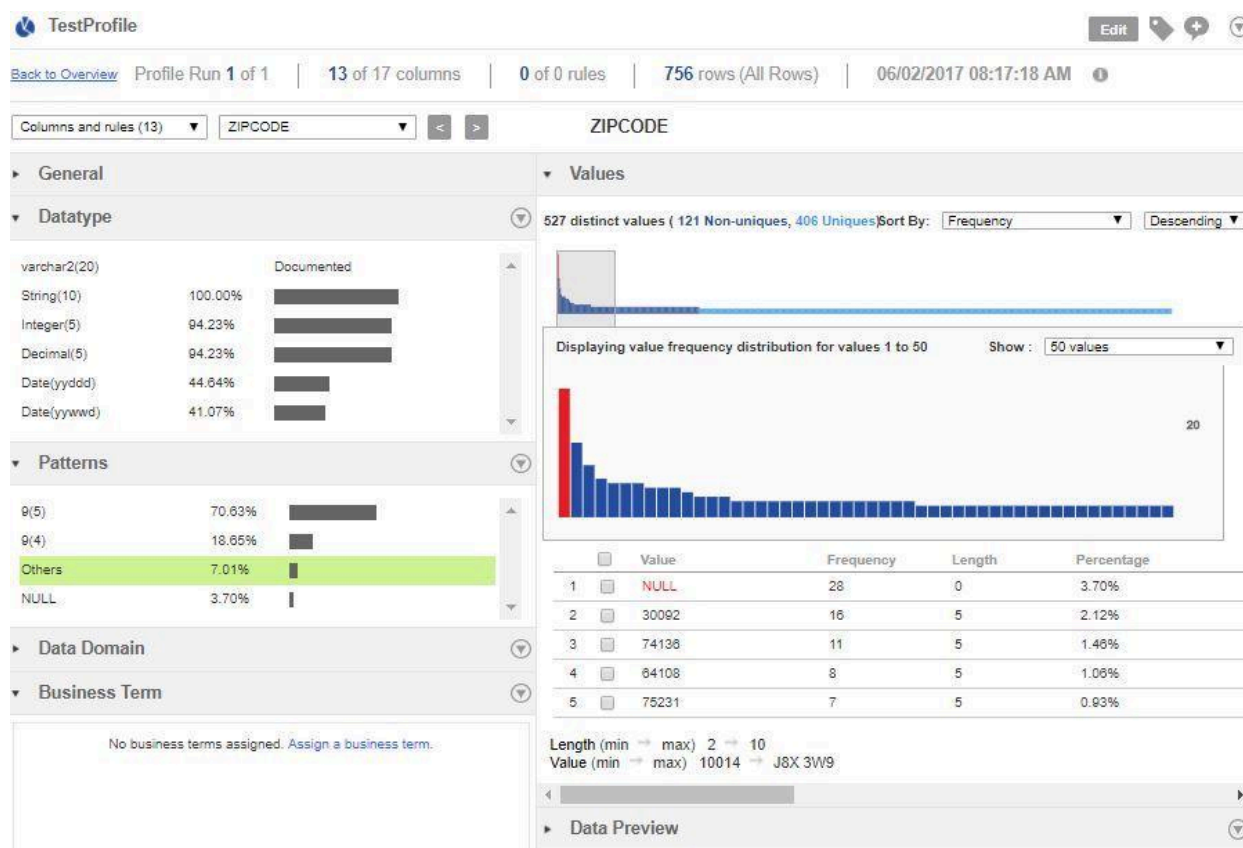 TestProfile
Edit
Back to Overview Profile Run 1 of 1 13 of 17 columns 0 of 0 rules 756 rows (All Rows) 06/02/2017 08:17:18 AM
Columns and rules (13) ZIPCODE < > ZIPCODE
General
Datatype
varchar2(20) Documented
String(10) 100.00%
Integer(5) 94.23%
Decimal(5) 94.23%
Date(yyddd) 44.64%
Date(yywwd) 41.07%
Patterns
9(5) 70.63%
9(4) 18.65%
Others 7.01%
NULL 3.70%
Data Domain
Business Term
No business terms assigned. Assign a business term.
Values
527 distinct values ( 121 Non-uniques, 406 Uniques)Sort By: Frequency Descending
Displaying value frequency distribution for values 1 to 50 Show : 50 values
20
Value Frequency Length Percentage
1 NULL 28 0 3.70%
2 30092 16 5 2.12%
3 74136 11 5 1.46%
4 64108 8 5 1.06%
5 75231 7 5 0.93%
Length (min → max) 2 → 10
Value (min → max) 10014 → J8X 3W9
Data Preview